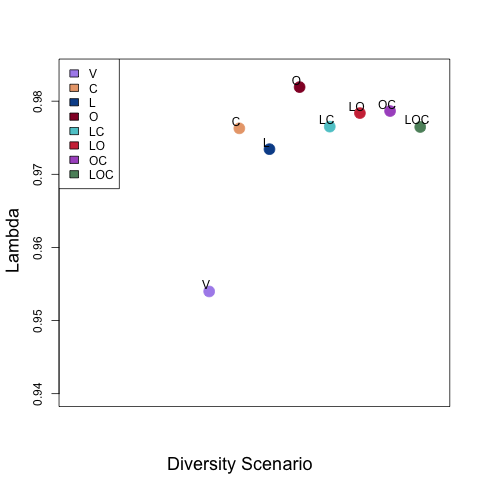 V
C
L
O
LC
LO
OC
LOC
O
C
L
LC
LO
OC
LOC
V
0.98
0.97
0.96
0.95
0.94
Lambda
Diversity Scenario